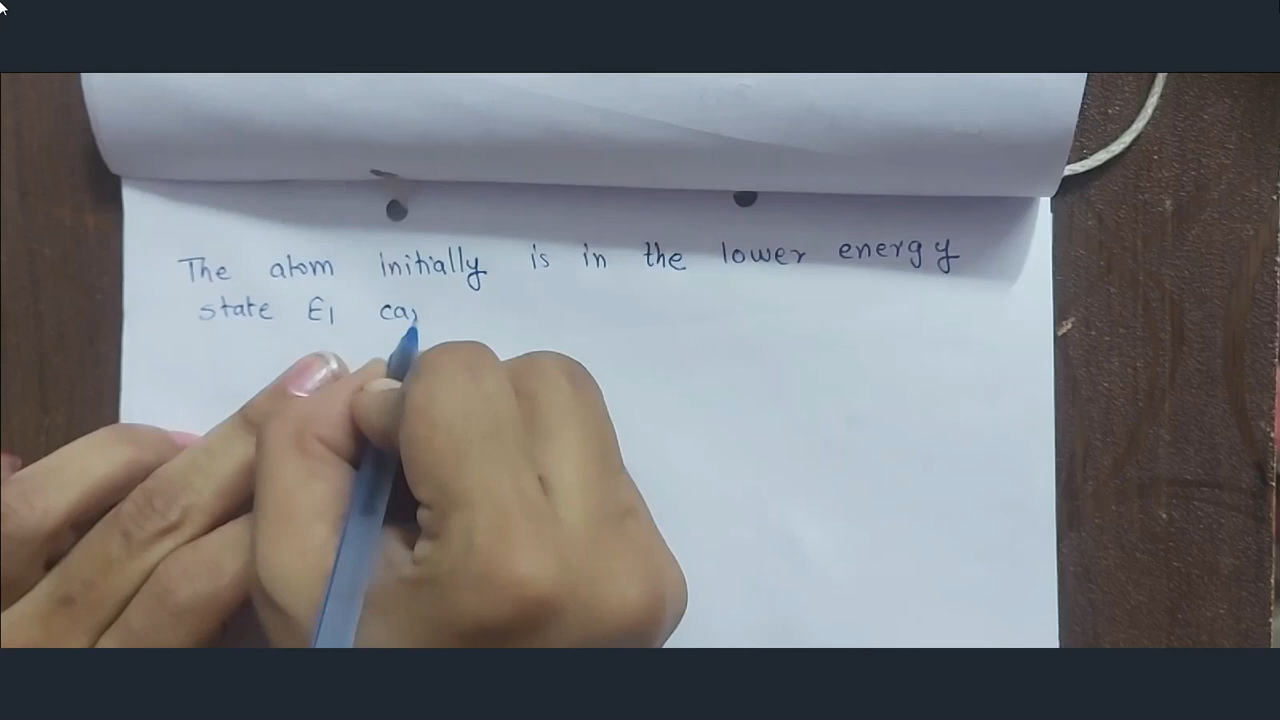 The atom initially is in the lower energy
state E1